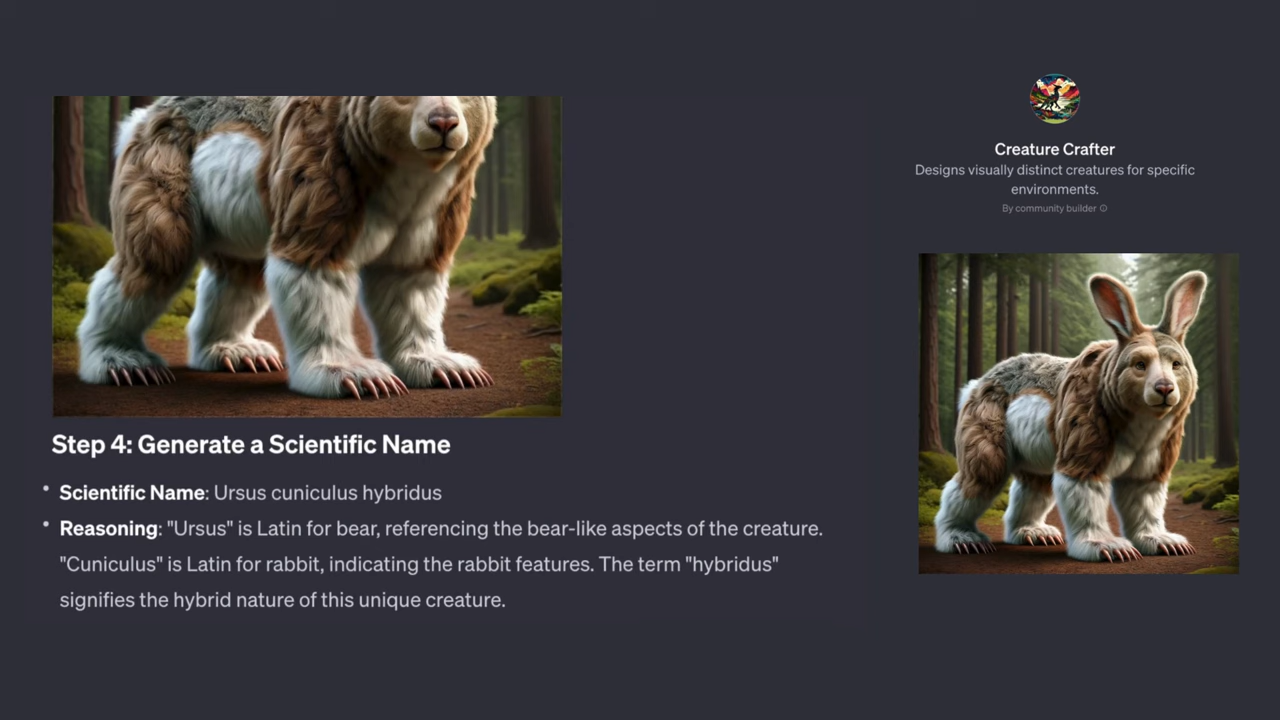 Step 4: Generate a Scientific Name
• Scientific Name: Ursus cuniculus hybridus
• Reasoning: "Ursus" is Latin for bear, referencing the bear-like aspects of the creature.
"Cuniculus" is Latin for rabbit, indicating the rabbit features. The term "hybridus"
signifies the hybrid nature of this unique creature.
Creature Crafter
Designs visually distinct creatures for specific
environments.
By community builder